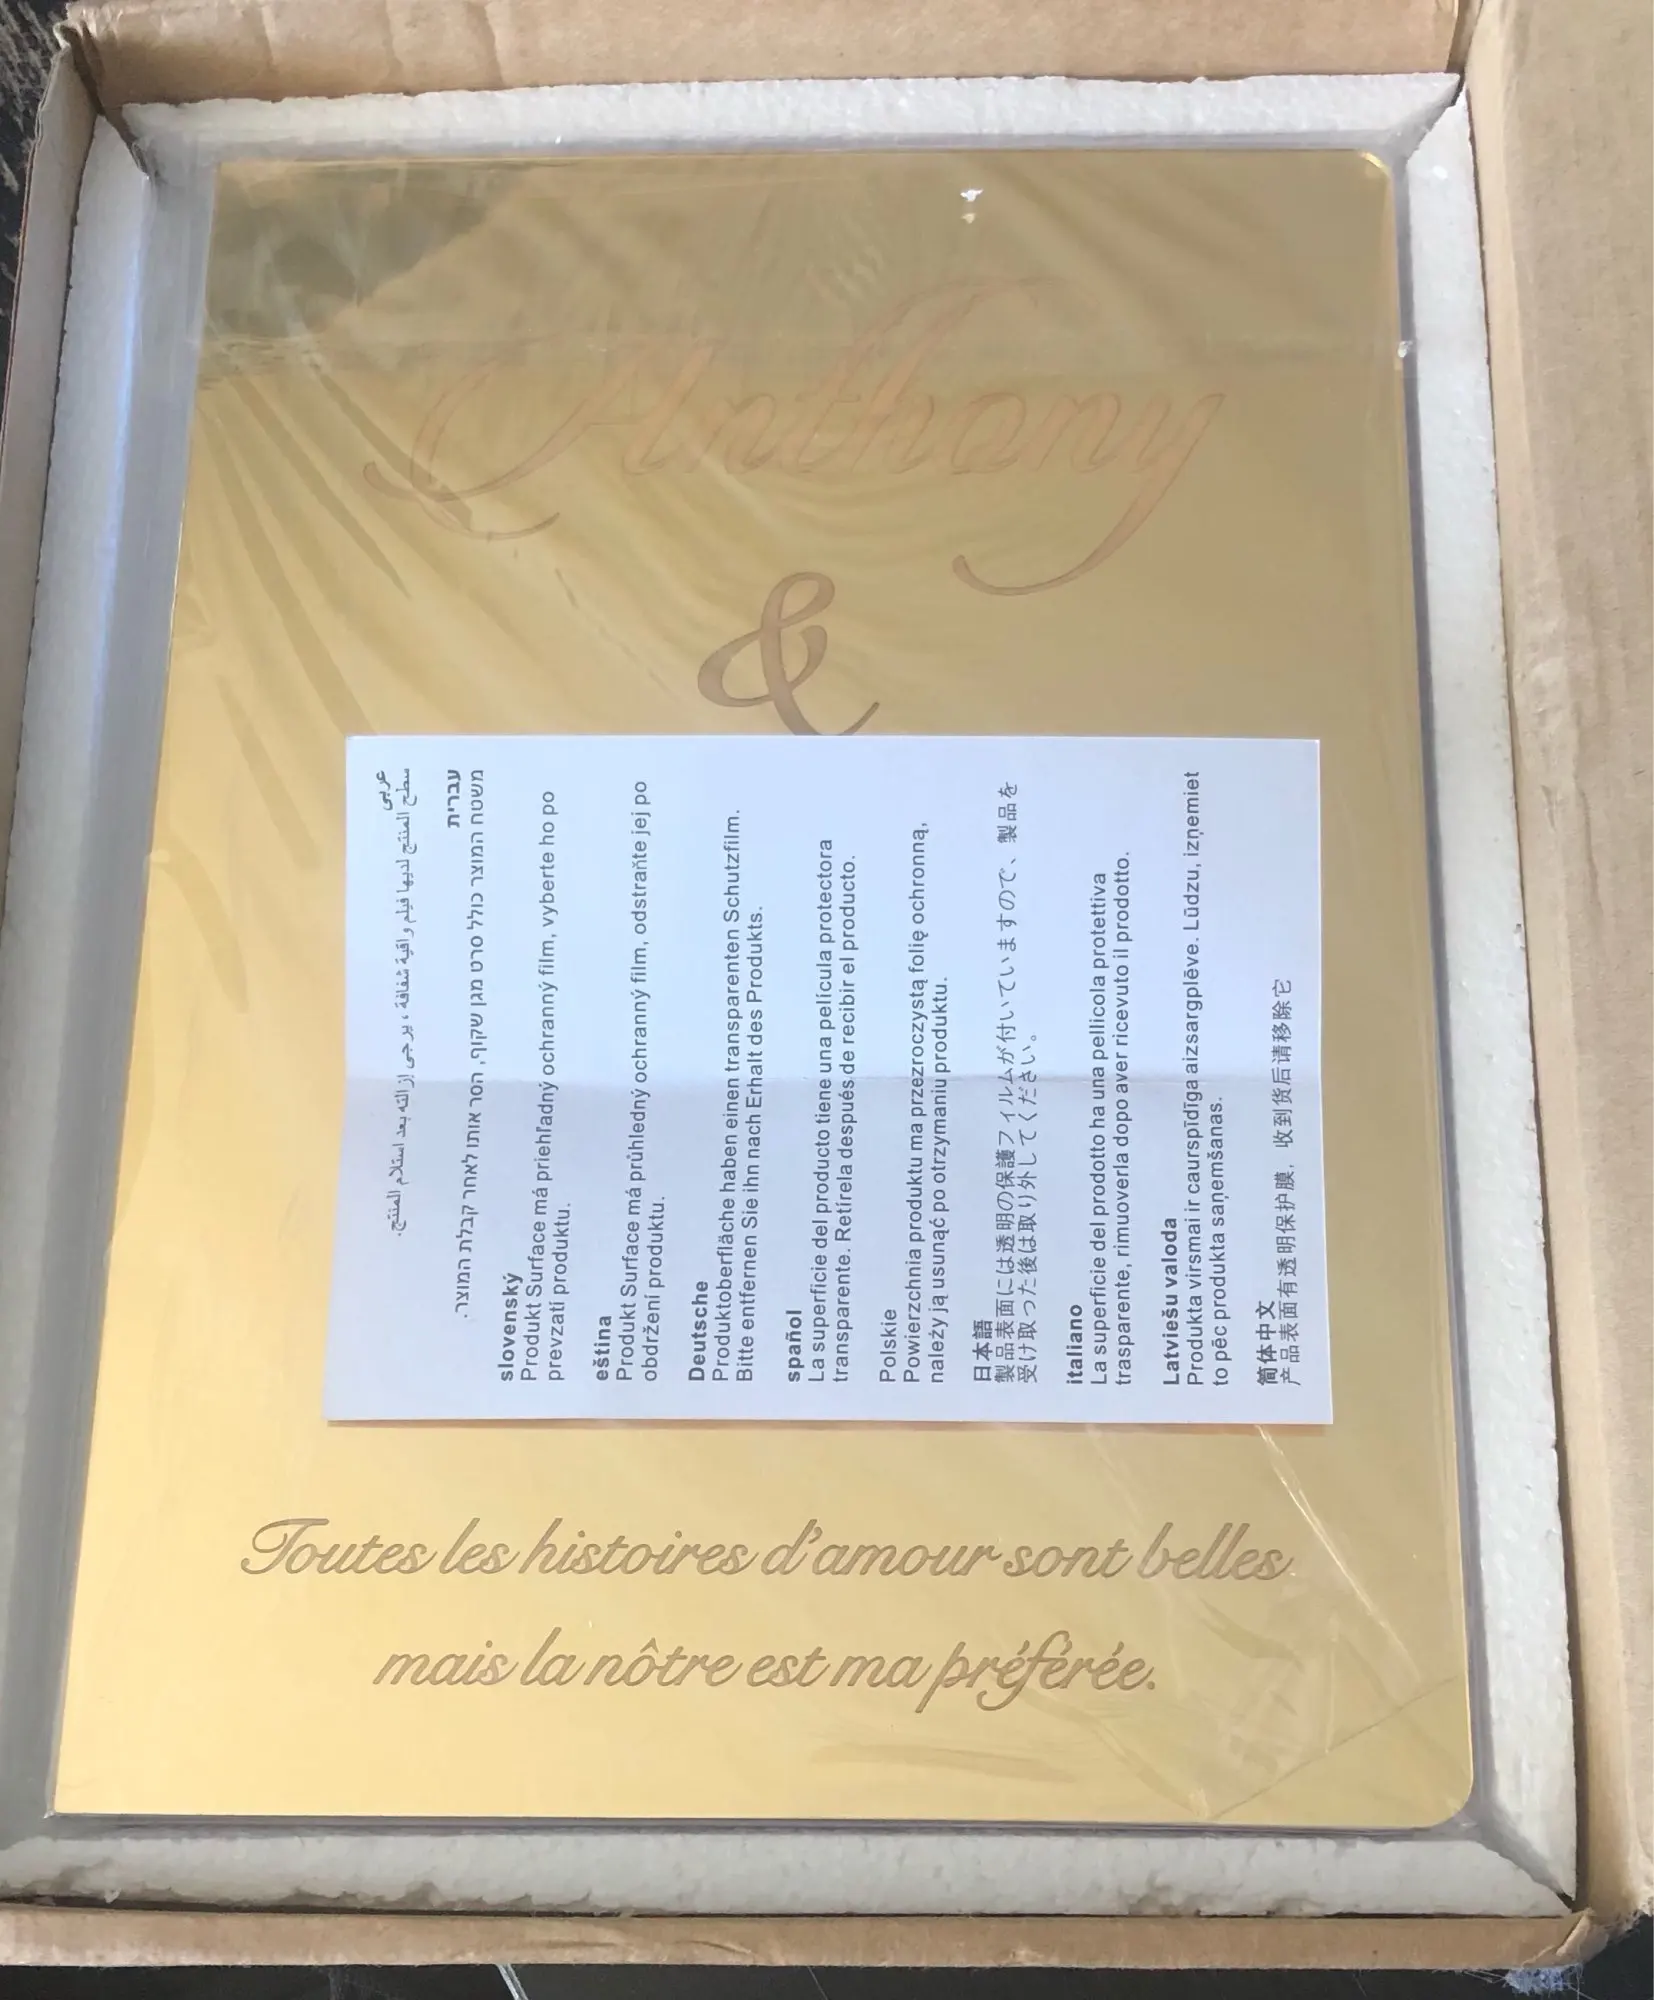 Anthony
&
عربى
سطح المنتج لديها فيلم واقية شفافة ، يرجى إزالته بعد استلام المنتج.
עברית
משטח המוצר כולל סרט מגן שקוף, הסר אותו לאחר קבלת המוצר.
slovenský
Produkt Surface má priehľadný ochranný film, vyberte ho po
prevzatí produktu.
eština
Produkt Surface má průhledný ochranný film, odstraňte jej po
obdržení produktu.
Deutsche
Produktoberfläche haben einen transparenten Schutzfilm.
Bitte entfernen Sie ihn nach Erhalt des Produkts.
spañol
La superficie del producto tiene una película protectora
transparente. Retírela después de recibir el producto.
Polskie
Powierzchnia produktu ma przezroczystą folię ochronną,
należy ją usunąć po otrzymaniu produktu.
日本語
製品表面には透明の保護フィルムが付いていますので、製品を
受け取った後は取り外してください。
italiano
La superficie del prodotto ha una pellicola protettiva
trasparente, rimuoverla dopo aver ricevuto il prodotto.
Latviešu valoda
Produkta virsmai ir caurspīdīga aizsargplēve. Lūdzu, izņemiet
to pēc produkta saņemšanas.
简体中文
产品表面有透明保护膜，收到货后请移除它
Toutes les histoires d'amour sont belles
mais la nôtre est ma préférée.